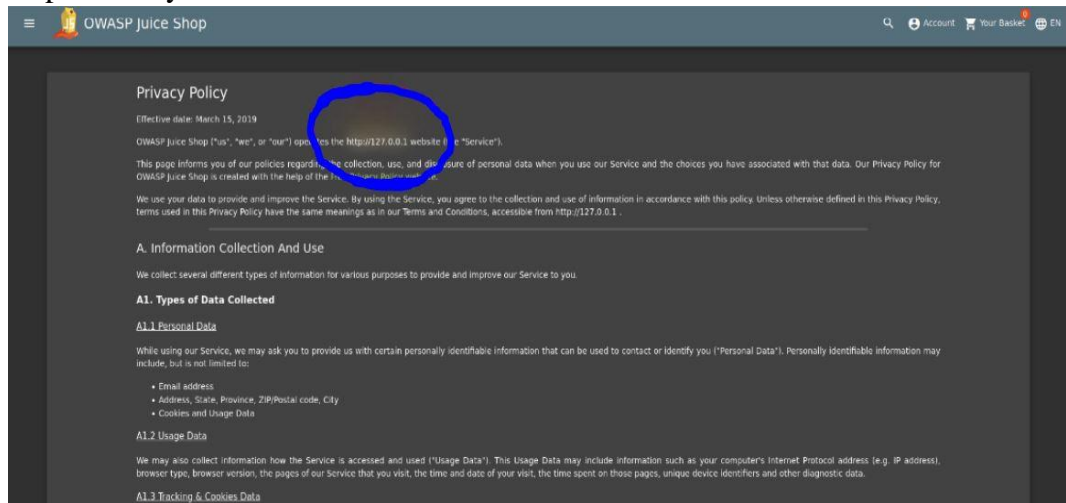 OWASP Juice Shop
Account
Your Basket
0
EN
Privacy Policy
Effective date: March 15, 2019
OWASP Juice Shop ("us", "we", or "our") operates the http://127.0.0.1 website (the "Service").
This page informs you of our policies regarding the collection, use, and disclosure of personal data when you use our Service and the choices you have associated with that data. Our Privacy Policy for
OWASP Juice Shop is created with the help of the Privacy Policy website.
We use your data to provide and improve the Service. By using the Service, you agree to the collection and use of information in accordance with this policy. Unless otherwise defined in this Privacy Policy,
terms used in this Privacy Policy have the same meanings as in our Terms and Conditions, accessible from http://127.0.0.1 .
A. Information Collection And Use
We collect several different types of information for various purposes to provide and improve our Service to you.
A1. Types of Data Collected
A1.1 Personal Data
While using our Service, we may ask you to provide us with certain personally identifiable information that can be used to contact or identify you ("Personal Data"). Personally identifiable information may
include, but is not limited to:
• Email address
• Address, State, Province, ZIP/Postal code, City
• Cookies and Usage Data
A1.2 Usage Data
We may also collect information how the Service is accessed and used ("Usage Data"). This Usage Data may include information such as your computer's Internet Protocol address (e.g. IP address),
browser type, browser version, the pages of our Service that you visit, the time and date of your visit, the time spent on those pages, unique device identifiers and other diagnostic data.
A1.3 Tracking & Cookies Data